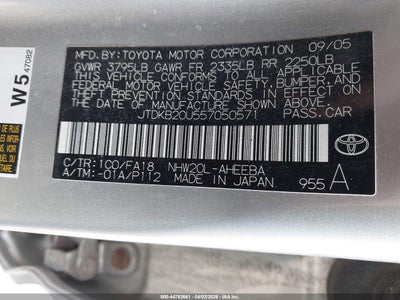 W5 47082
MFD. BY: TOYOTA MOTOR CORPORATION 09/05
GVWR 3795LB GAWR FR 2335LB RR 2250LB
THIS VEHICLE CONFORMS TO ALL APPLICABLE
FEDERAL MOTOR VEHICLE SAFETY, BUMPER, AND
THEFT PREVENTION STANDARDS IN EFFECT ON THE
DATE OF MANUFACTURE SHOWN ABOVE.
JTDKB20U557050571 PASS.CAR
C/TR:1C0/FA18 NHW20L-AHEEBA
A/TM:-01A/P112 MADE IN JAPAN 955 A
TOYOTA